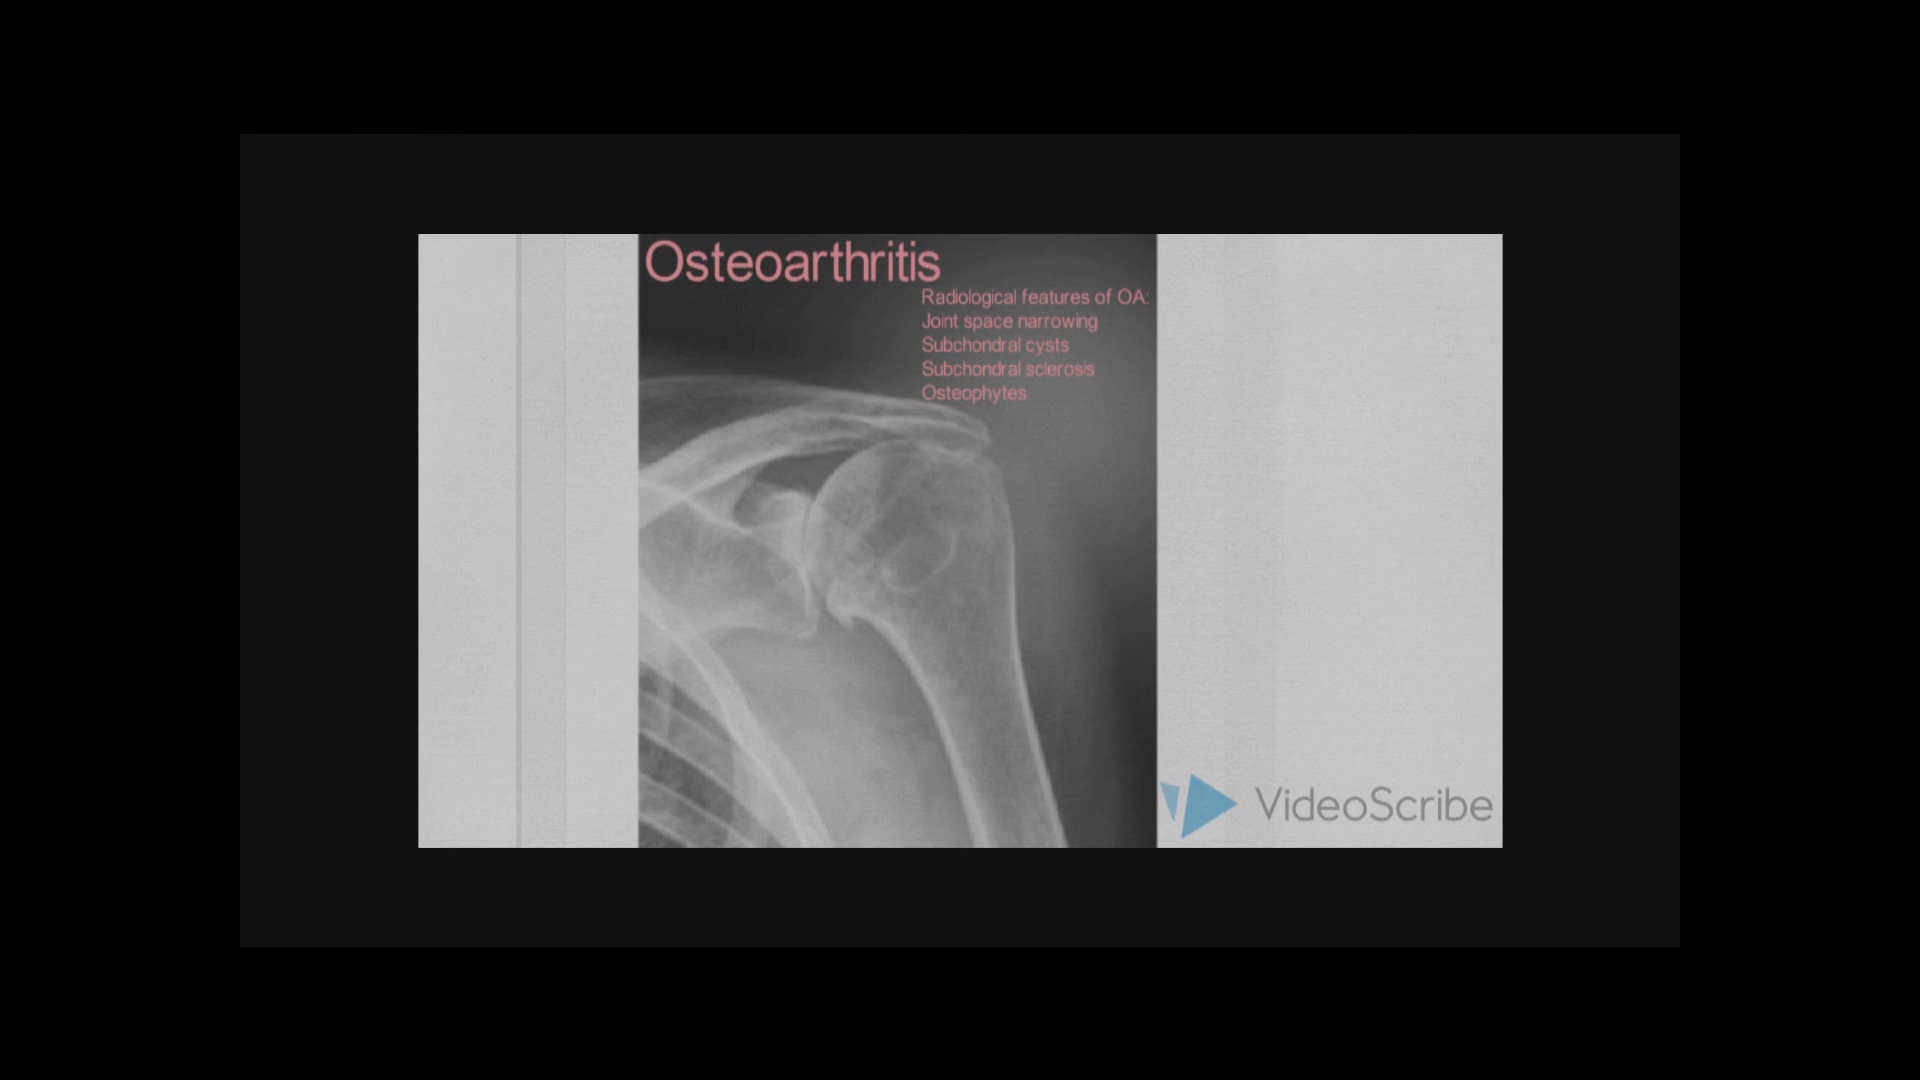 Osteoarthritis
Radiological features of OA:
Joint space narrowing
Subchondral cysts
Subchondral sclerosis
Osteophytes
VideoScribe